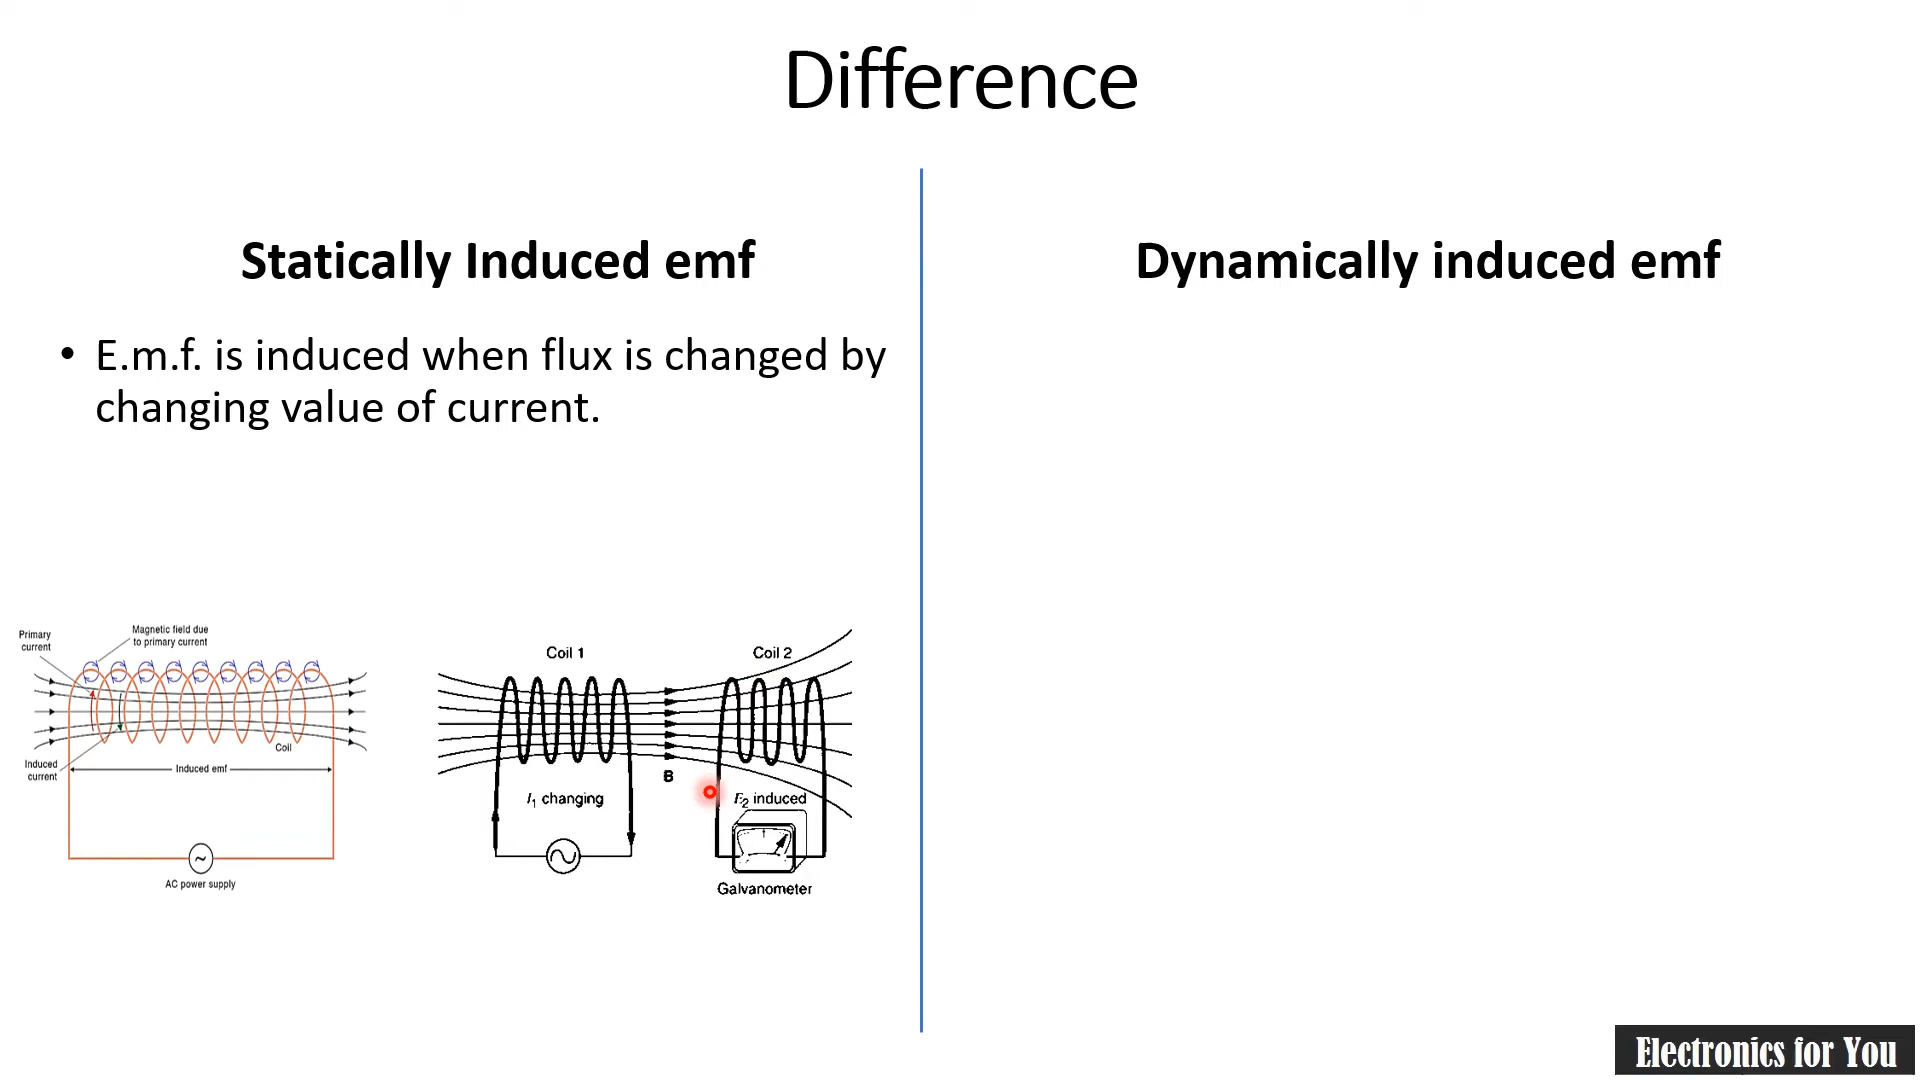 Difference
Statically Induced emf
• E.m.f. is induced when flux is changed by
changing value of current.
Primary
current
Magnetic field due
to primary current
Coil
Induced
current
Induced emf
~
AC power supply
Coil 1
Coil 2
B
I1 changing
E2 induced
Galvanometer
Dynamically induced emf
Electronics for You